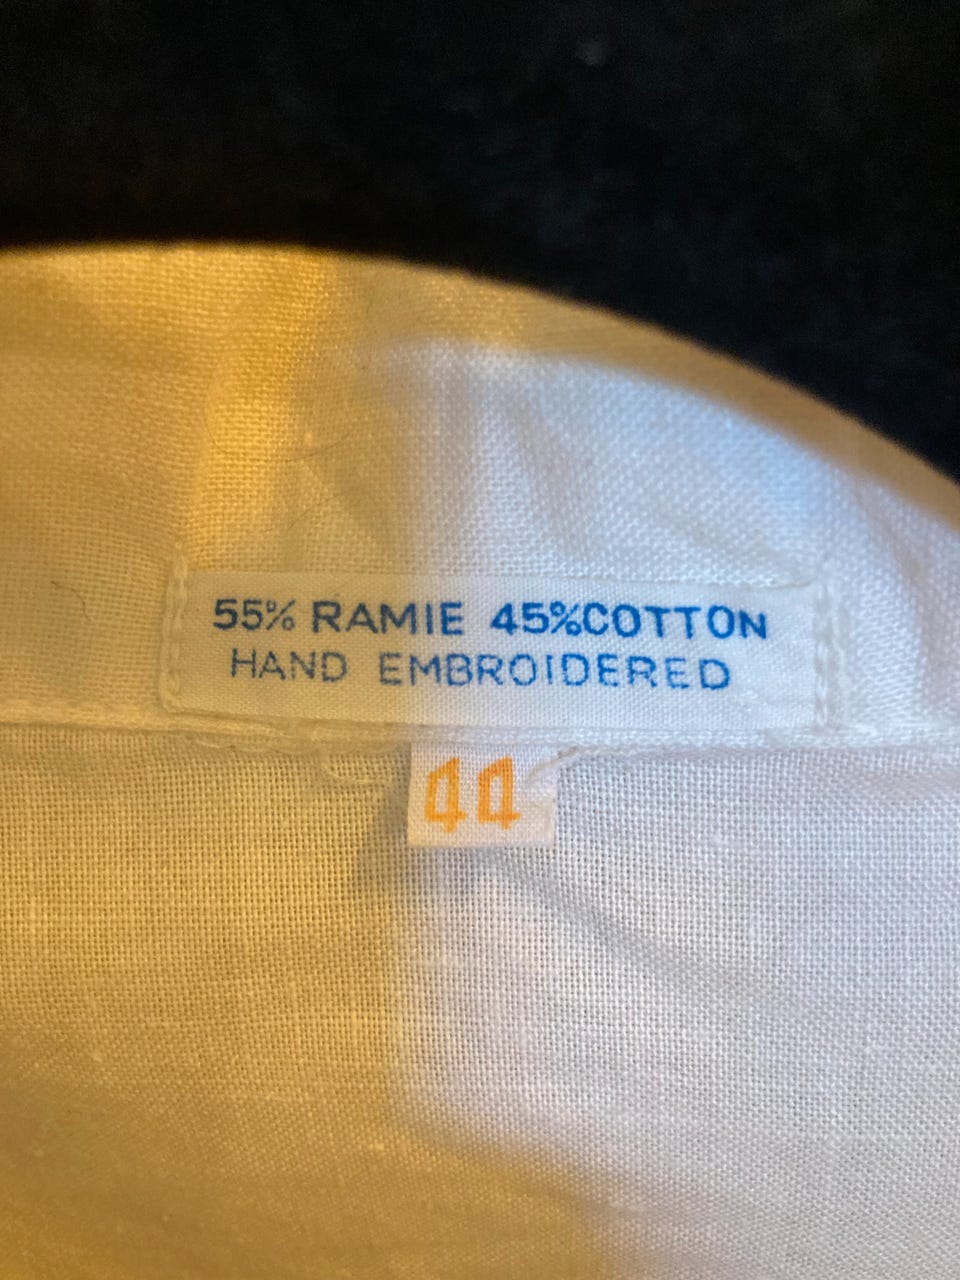 55% RAMIE 45%COTTON
HAND EMBROIDERED
44